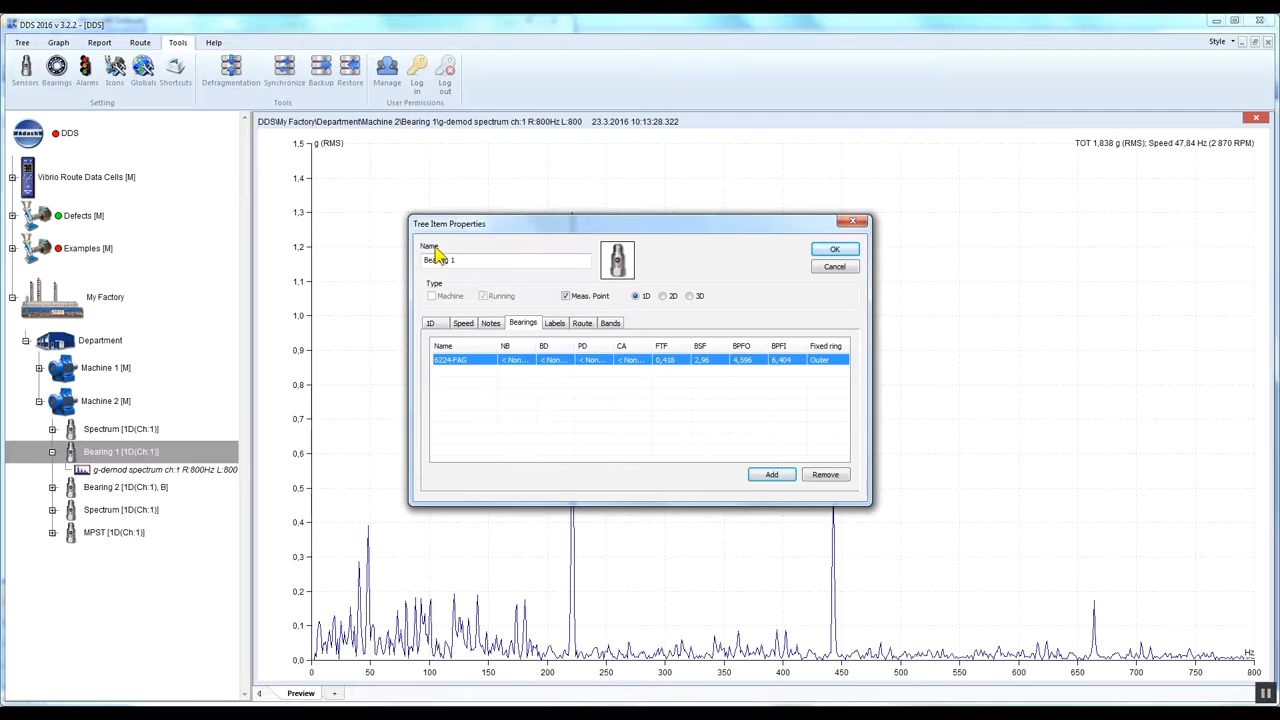 DDS 2016 v 3.2.2 - [DDS]
Tree Graph Report Route Tools Help
Style
Sensors Bearings Alarms Icons Globals Shortcuts Defragmentation Synchronize Backup Restore Manage Log in Log out
Setting Tools User Permissions
DDS\My Factory\Department\Machine 2\Bearing 1\g-demod spectrum ch:1 R:800Hz L:800 23.3.2016 10:13:28.322
Adash
DDS
Vibrio Route Data Cells [M]
Defects [M]
Examples [M]
My Factory
Department
Machine 1 [M]
Machine 2 [M]
Spectrum [1D(Ch:1)]
Bearing 1 [1D(Ch:1)]
g-demod spectrum ch:1 R:800Hz L:800
Bearing 2 [1D(Ch:1), B]
Spectrum [1D(Ch:1)]
MPST [1D(Ch:1)]
1,5 g (RMS) TOT 1,838 g (RMS); Speed 47,84 Hz (2 870 RPM)
1,4
1,3
1,2
1,1
1,0
0,9
0,8
0,7
0,6
0,5
0,4
0,3
0,2
0,1
0,0
Hz
0 50 100 150 200 250 300 350 400 450 500 550 600 650 700 750 800
Tree Item Properties
Name
Bearing 1
OK
Cancel
Type
Machine Running Meas. Point 1D 2D 3D
1D Speed Notes Bearings Labels Route Bands
Name NB BD PD CA FTF BSF BPFO BPFI Fixed ring
6224-FAG < Non... < Non... < Non... < Non... 0,418 2,96 4,596 6,404 Outer
Add Remove
Preview +